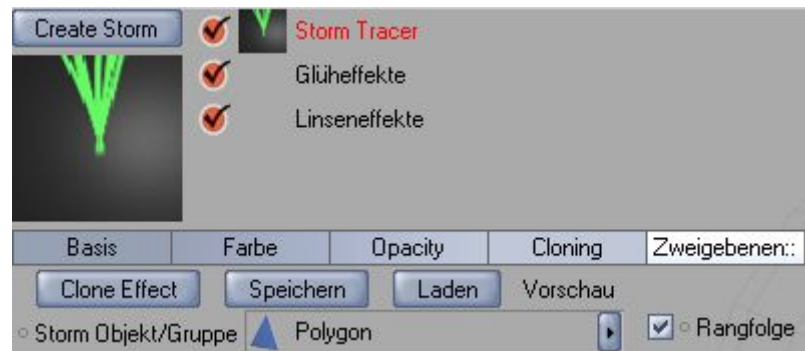 Create Storm
Storm Tracer
Glüheffekte
Linseneffekte
Basis Farbe Opacity Cloning Zweigebenen::
Clone Effect Speichern Laden Vorschau
Storm Objekt/Gruppe Polygon Rangfolge